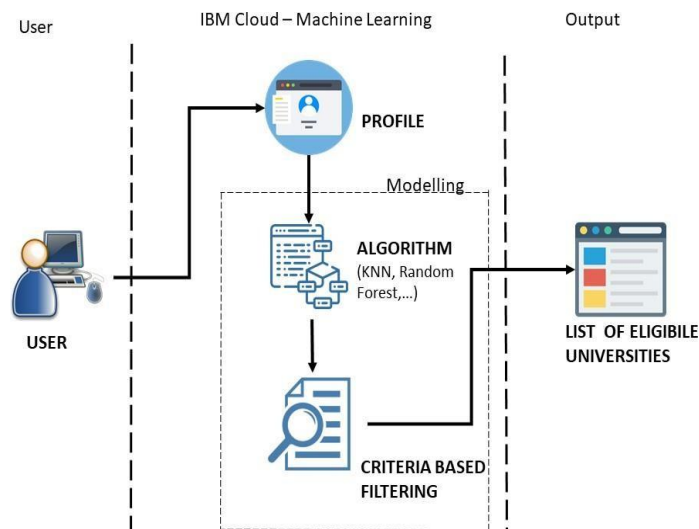 User
IBM Cloud – Machine Learning
Output
PROFILE
Modelling
ALGORITHM
(KNN, Random
Forest,...)
USER
LIST OF ELIGIBILE
UNIVERSITIES
CRITERIA BASED
FILTERING